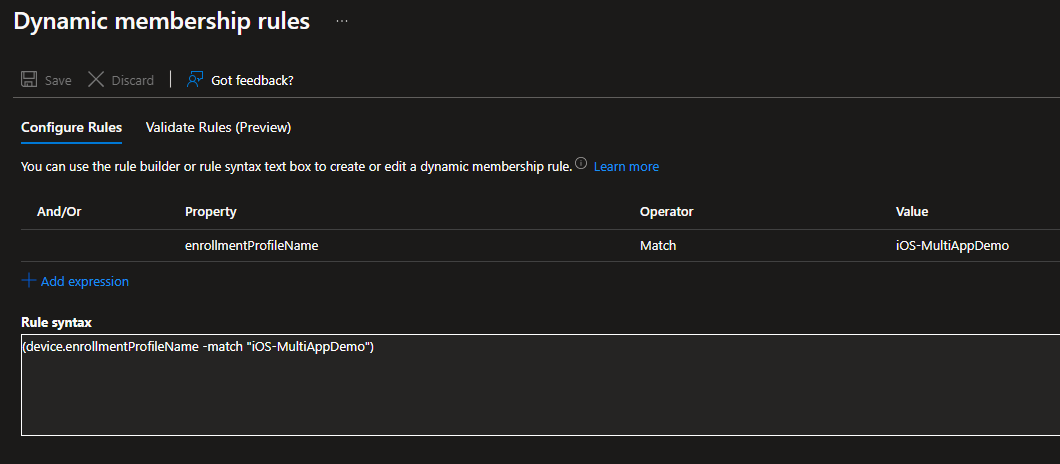 Dynamic membership rules ...
Save Discard | Got feedback?
Configure Rules Validate Rules (Preview)
You can use the rule builder or rule syntax text box to create or edit a dynamic membership rule. Learn more
And/Or Property Operator Value
enrollmentProfileName Match iOS-MultiAppDemo
+ Add expression
Rule syntax
(device.enrollmentProfileName -match "iOS-MultiAppDemo")